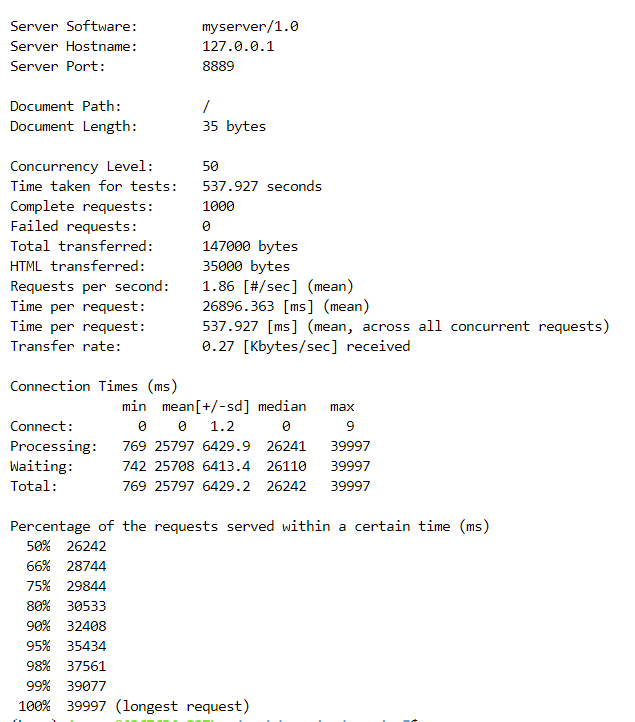 Server Software: myserver/1.0
Server Hostname: 127.0.0.1
Server Port: 8889
Document Path: /
Document Length: 35 bytes
Concurrency Level: 50
Time taken for tests: 537.927 seconds
Complete requests: 1000
Failed requests: 0
Total transferred: 147000 bytes
HTML transferred: 35000 bytes
Requests per second: 1.86 [#/sec] (mean)
Time per request: 26896.363 [ms] (mean)
Time per request: 537.927 [ms] (mean, across all concurrent requests)
Transfer rate: 0.27 [Kbytes/sec] received
Connection Times (ms)
min mean[+/-sd] median max
Connect: 0 0 1.2 0 9
Processing: 769 25797 6429.9 26241 39997
Waiting: 742 25708 6413.4 26110 39997
Total: 769 25797 6429.2 26242 39997
Percentage of the requests served within a certain time (ms)
50% 26242
66% 28744
75% 29844
80% 30533
90% 32408
95% 35434
98% 37561
99% 39077
100% 39997 (longest request)